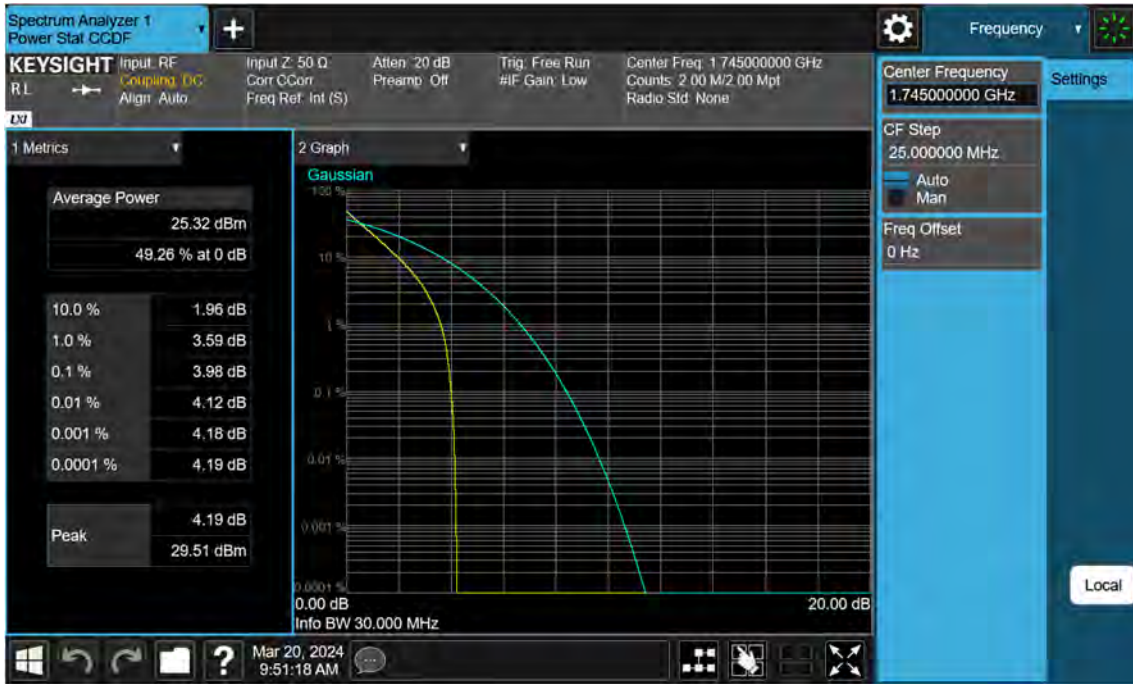 Spectrum Analyzer 1
Power Stat CCDF
+
Frequency
KEYSIGHT
RL
LXI
Input: RF
Coupling: DC
Align: Auto
Input Z: 50 Ω
Corr CCorr
Freq Ref: Int (S)
Atten: 20 dB
Preamp: Off
Trig: Free Run
#IF Gain: Low
Center Freq: 1.745000000 GHz
Counts: 2.00 M/2.00 Mpt
Radio Std: None
Center Frequency
1.745000000 GHz
Settings
CF Step
25.000000 MHz
Auto
Man
Freq Offset
0 Hz
Local
1 Metrics
Average Power
25.32 dBm
49.26 % at 0 dB
10.0 % 1.96 dB
1.0 % 3.59 dB
0.1 % 3.98 dB
0.01 % 4.12 dB
0.001 % 4.18 dB
0.0001 % 4.19 dB
Peak
4.19 dB
29.51 dBm
2 Graph
Gaussian
100 %
10 %
1 %
0.1 %
0.01 %
0.001 %
0.0001 %
0.00 dB
20.00 dB
Info BW 30.000 MHz
?
Mar 20, 2024
9:51:18 AM